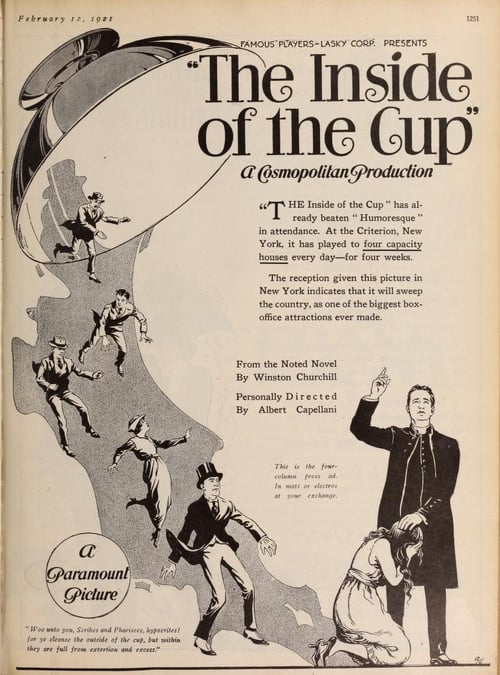 February 12, 1921
1251
FAMOUS PLAYERS-LASKY CORP. PRESENTS
"The Inside
of the Cup"
A Cosmopolitan Production
"THE Inside of the Cup" has al-
ready beaten "Humoresque"
in attendance. At the Criterion, New
York, it has played to four capacity
houses every day—for four weeks.
The reception given this picture in
New York indicates that it will sweep
the country, as one of the biggest box-
office attractions ever made.
From the Noted Novel
By Winston Churchill
Personally Directed
By Albert Capellani
This is the four-
column press ad.
In mats or electros
at your exchange.
A
Paramount
Picture
"Woe unto you, Scribes and Pharisees, hypocrites!
for ye cleanse the outside of the cup, but within
they are full from extortion and excess."